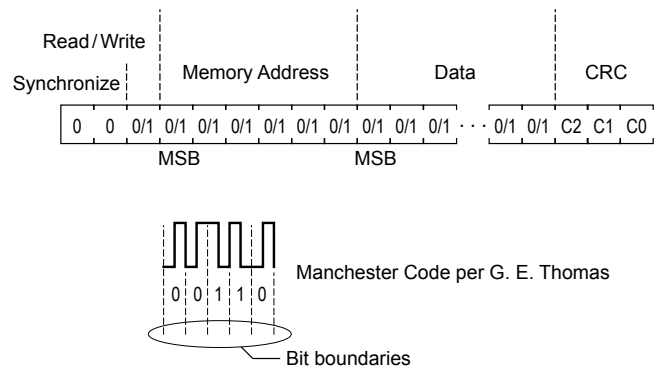 Read/Write
Synchronize
Memory Address
Data
CRC
0 0 0/1 0/1 0/1 0/1 0/1 0/1 0/1 0/1 0/1 0/1 · · · 0/1 0/1 C2 C1 C0
MSB MSB
Manchester Code per G. E. Thomas
0 0 1 1 0
Bit boundaries